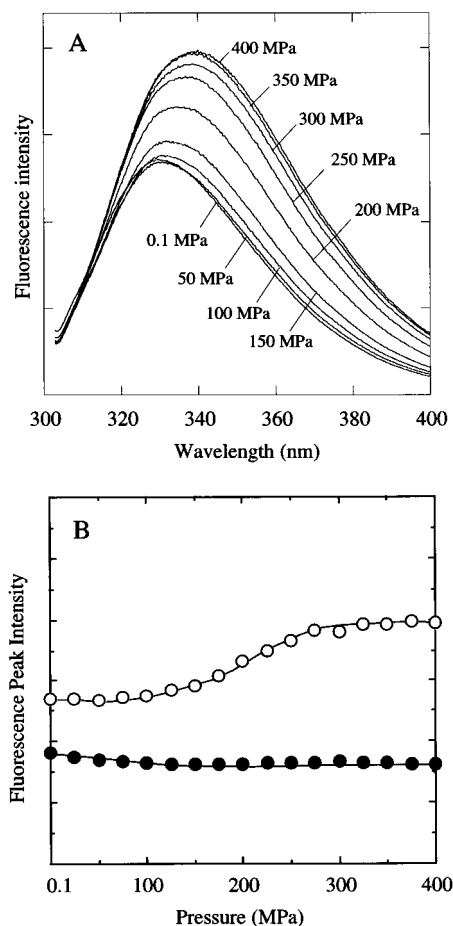 A
400 MPa
350 MPa
300 MPa
250 MPa
200 MPa
0.1 MPa
50 MPa
100 MPa
150 MPa
Fluorescence intensity
300 320 340 360 380 400
Wavelength (nm)
B
Fluorescence Peak Intensity
0.1 100 200 300 400
Pressure (MPa)